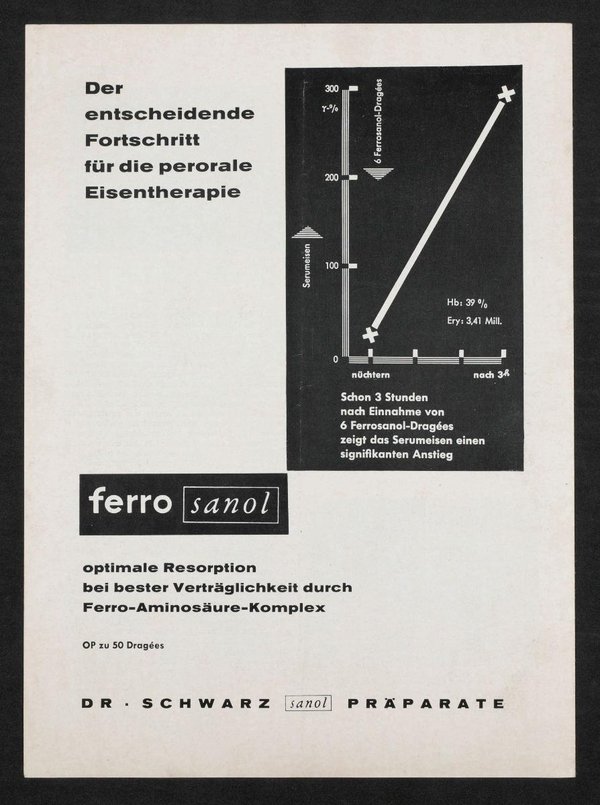 Der
entscheidende
Fortschritt
für die perorale
Eisentherapie
300
γ-%
200
100
0
6 Ferrosanol-Dragées
Serumeisen
Hb: 39 %
Ery: 3,41 Mill.
nüchtern
nach 3ʰ
Schon 3 Stunden
nach Einnahme von
6 Ferrosanol-Dragées
zeigt das Serumeisen einen
signifikanten Anstieg
ferro sanol
optimale Resorption
bei bester Verträglichkeit durch
Ferro-Aminosäure-Komplex
OP zu 50 Dragées
DR · SCHWARZ sanol PRÄPARATE